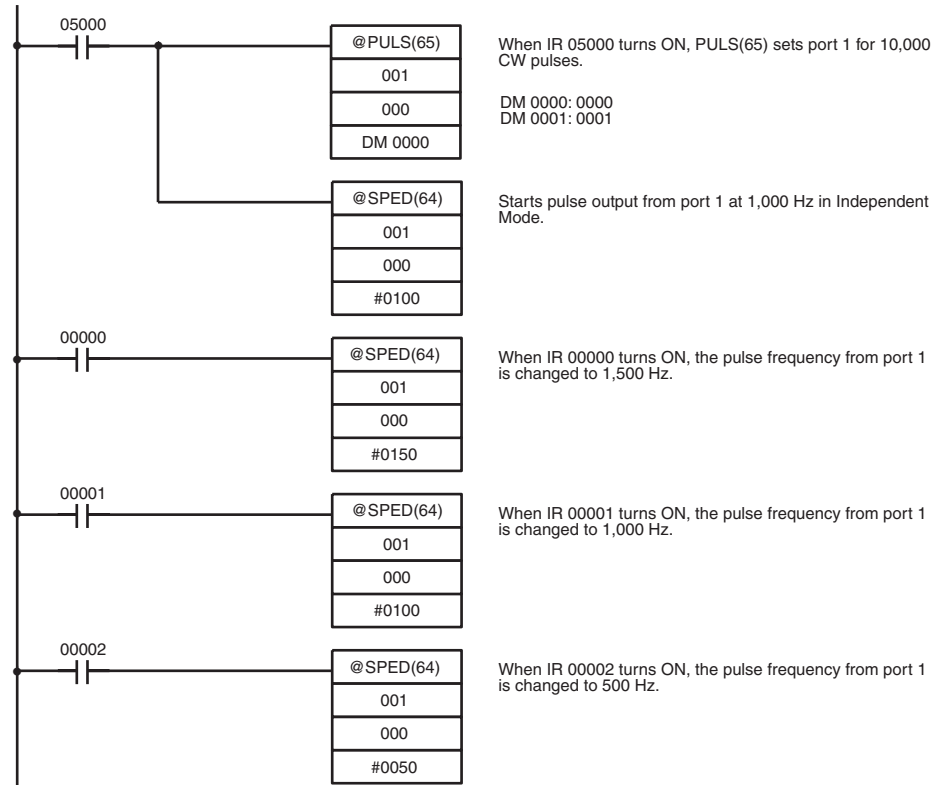 05000
@PULS(65)
001
000
DM 0000
When IR 05000 turns ON, PULS(65) sets port 1 for 10,000
CW pulses.
DM 0000: 0000
DM 0001: 0001
@SPED(64)
001
000
#0100
Starts pulse output from port 1 at 1,000 Hz in Independent
Mode.
00000
@SPED(64)
001
000
#0150
When IR 00000 turns ON, the pulse frequency from port 1
is changed to 1,500 Hz.
00001
@SPED(64)
001
000
#0100
When IR 00001 turns ON, the pulse frequency from port 1
is changed to 1,000 Hz.
00002
@SPED(64)
001
000
#0050
When IR 00002 turns ON, the pulse frequency from port 1
is changed to 500 Hz.